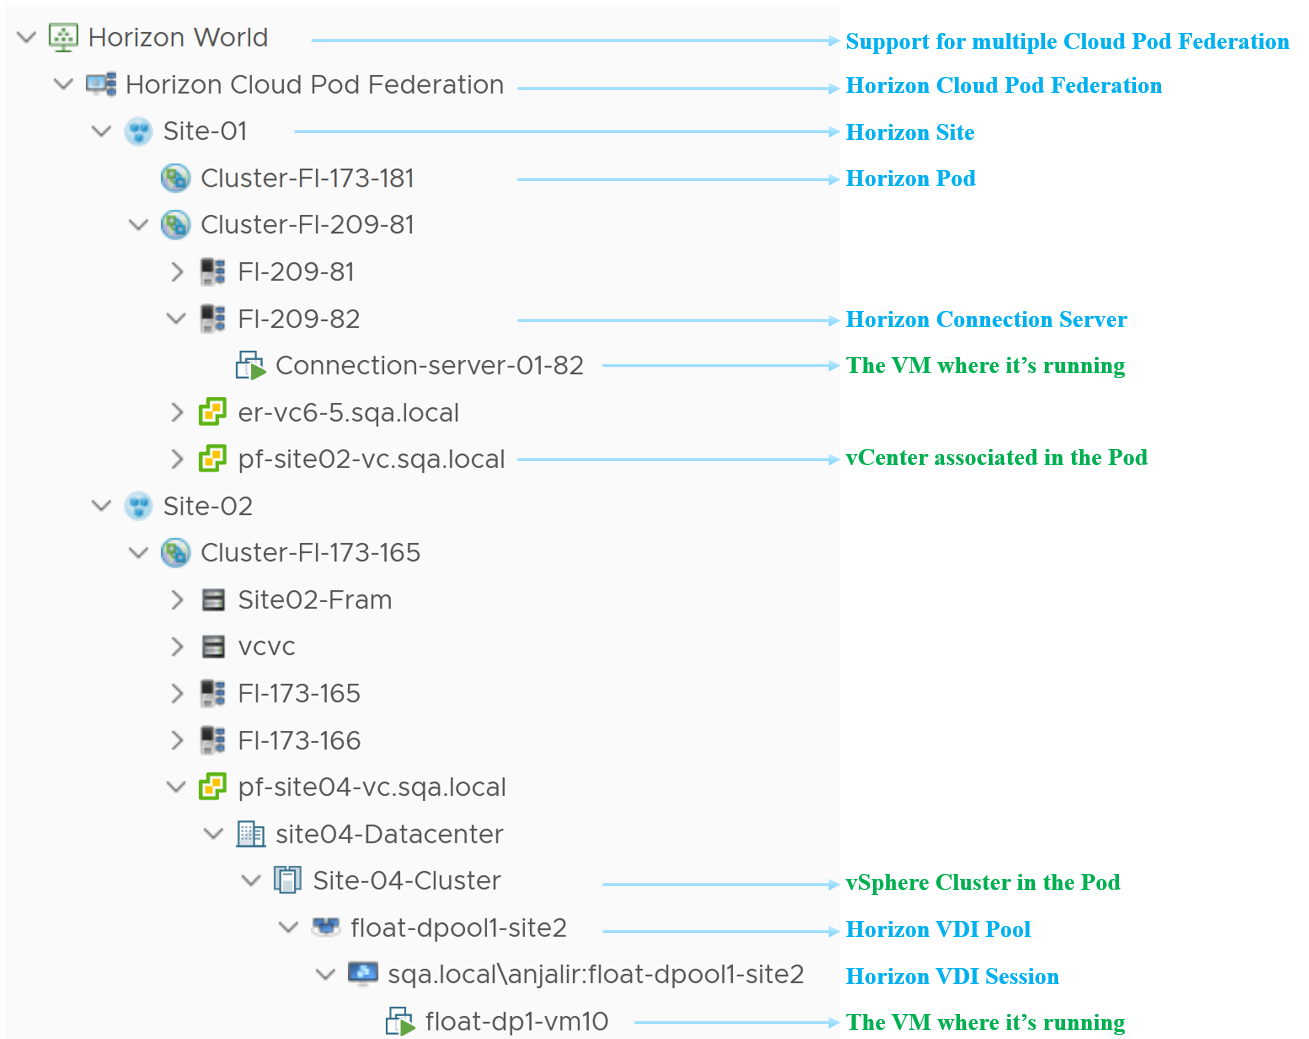 Horizon World Support for multiple Cloud Pod Federation
Horizon Cloud Pod Federation Horizon Cloud Pod Federation
Site-01 Horizon Site
Cluster-FI-173-181 Horizon Pod
Cluster-FI-209-81
FI-209-81
FI-209-82 Horizon Connection Server
Connection-server-01-82 The VM where it’s running
er-vc6-5.sqa.local
pf-site02-vc.sqa.local vCenter associated in the Pod
Site-02
Cluster-FI-173-165
Site02-Fram
vcvc
FI-173-165
FI-173-166
pf-site04-vc.sqa.local
site04-Datacenter
Site-04-Cluster vSphere Cluster in the Pod
float-dpool1-site2 Horizon VDI Pool
sqa.local\anjalir:float-dpool1-site2 Horizon VDI Session
float-dp1-vm10 The VM where it’s running